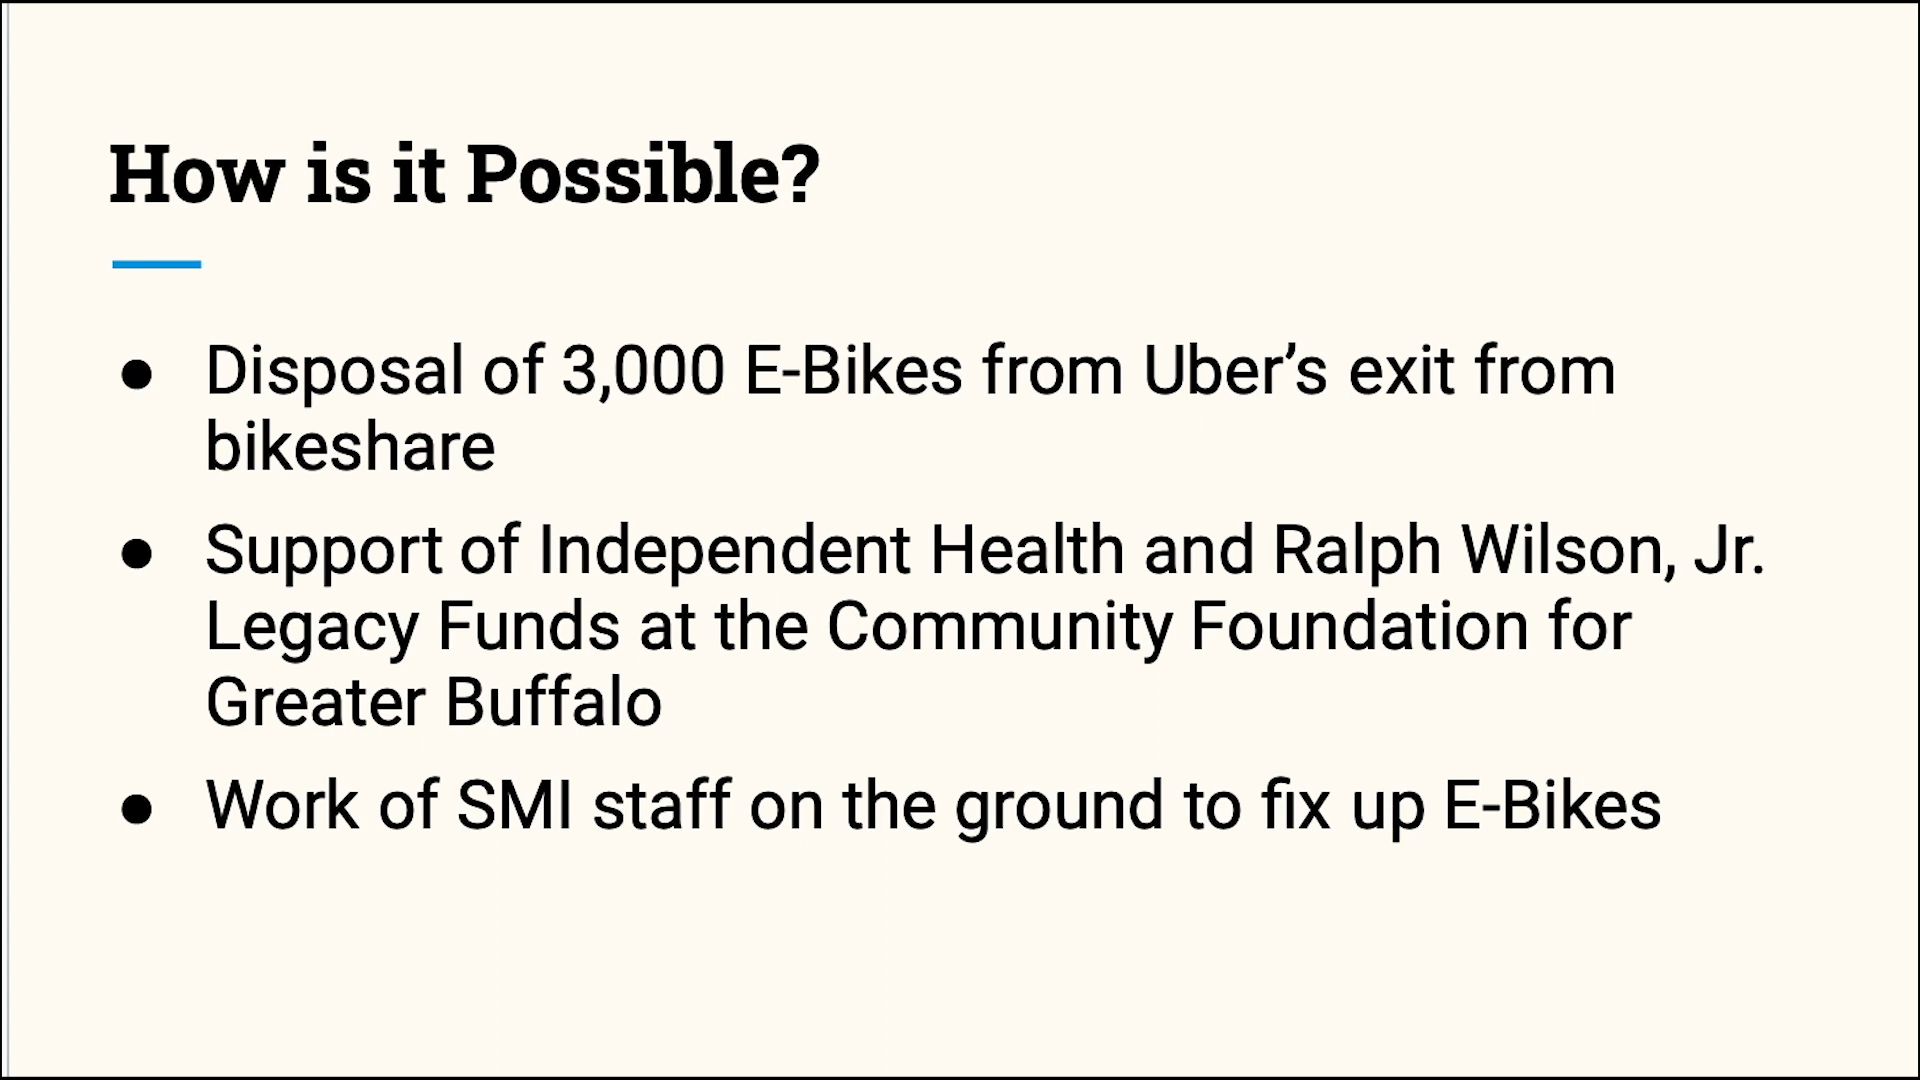 How is it Possible?
● Disposal of 3,000 E-Bikes from Uber’s exit from
bikeshare
● Support of Independent Health and Ralph Wilson, Jr.
Legacy Funds at the Community Foundation for
Greater Buffalo
● Work of SMI staff on the ground to fix up E-Bikes